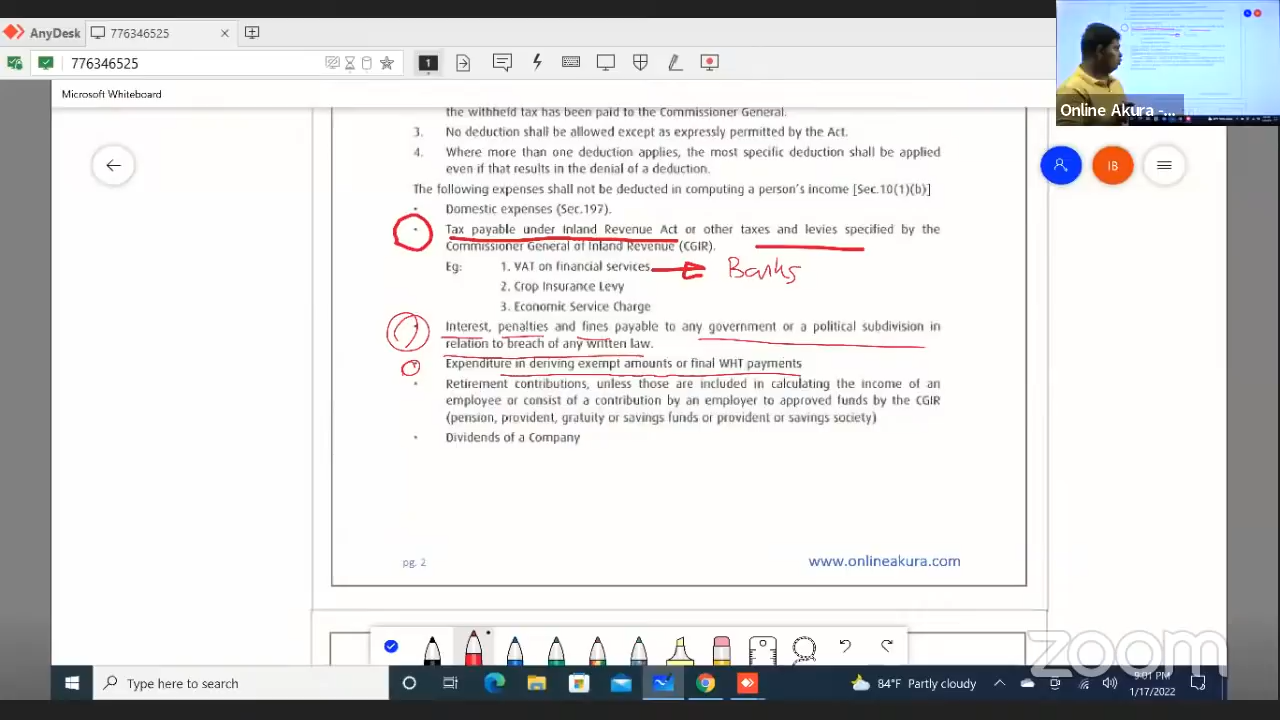 AnyDesk
776346525
776346525
1
Microsoft Whiteboard
Online Akura -...
IB
the withheld tax has been paid to the Commissioner General.
3. No deduction shall be allowed except as expressly permitted by the Act.
4. Where more than one deduction applies, the most specific deduction shall be applied
even if that results in the denial of a deduction.
The following expenses shall not be deducted in computing a person's income [Sec.10(1)(b)]
• Domestic expenses (Sec.197).
• Tax payable under Inland Revenue Act or other taxes and levies specified by the
Commissioner General of Inland Revenue (CGIR).
Eg: 1. VAT on financial services Banks
2. Crop Insurance Levy
3. Economic Service Charge
Interest, penalties and fines payable to any government or a political subdivision in
relation to breach of any written law.
• Expenditure in deriving exempt amounts or final WHT payments
• Retirement contributions, unless those are included in calculating the income of an
employee or consist of a contribution by an employer to approved funds by the CGIR
(pension, provident, gratuity or savings funds or provident or savings society)
• Dividends of a Company
pg. 2
www.onlineakura.com
zoom
Type here to search
84°F Partly cloudy
9:01 PM
1/17/2022